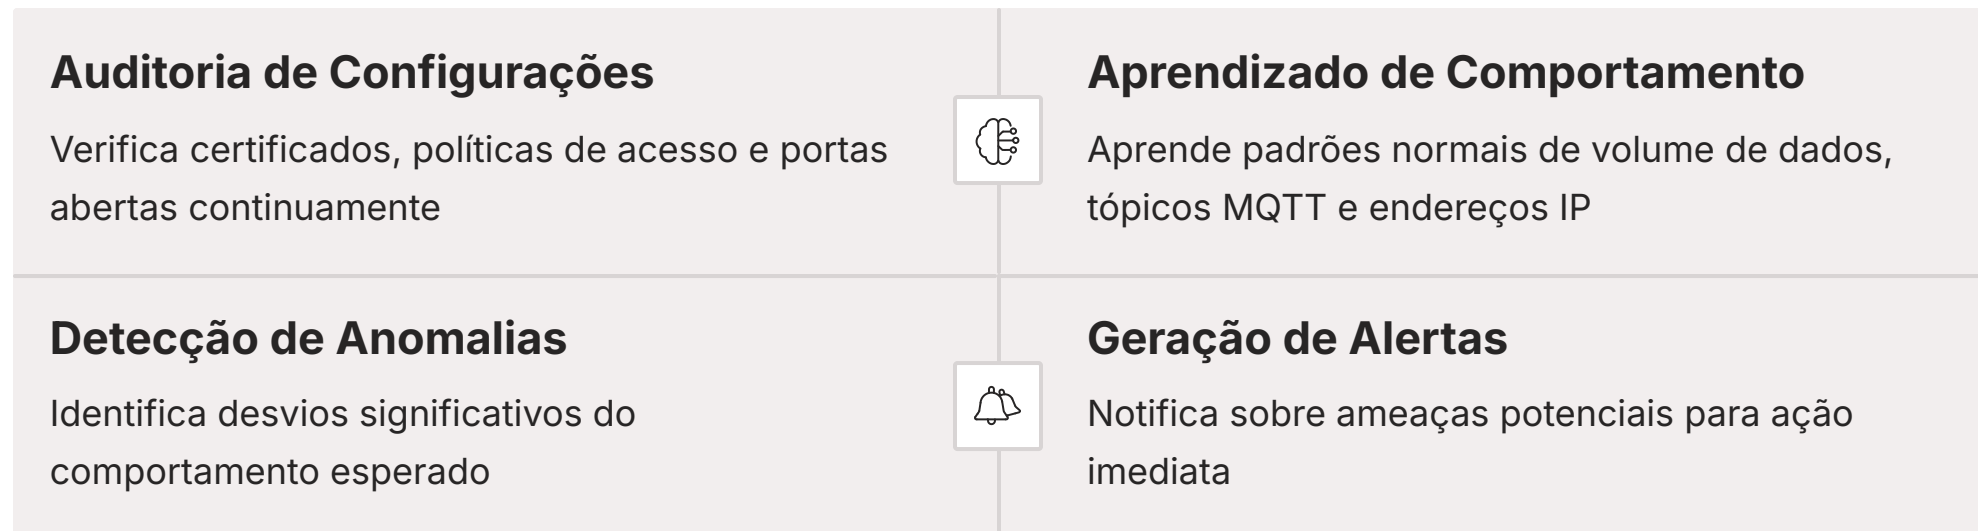 Auditoria de Configurações
Verifica certificados, políticas de acesso e portas
abertas continuamente
Aprendizado de Comportamento
Aprende padrões normais de volume de dados,
tópicos MQTT e endereços IP
Detecção de Anomalias
Identifica desvios significativos do
comportamento esperado
Geração de Alertas
Notifica sobre ameaças potenciais para ação
imediata